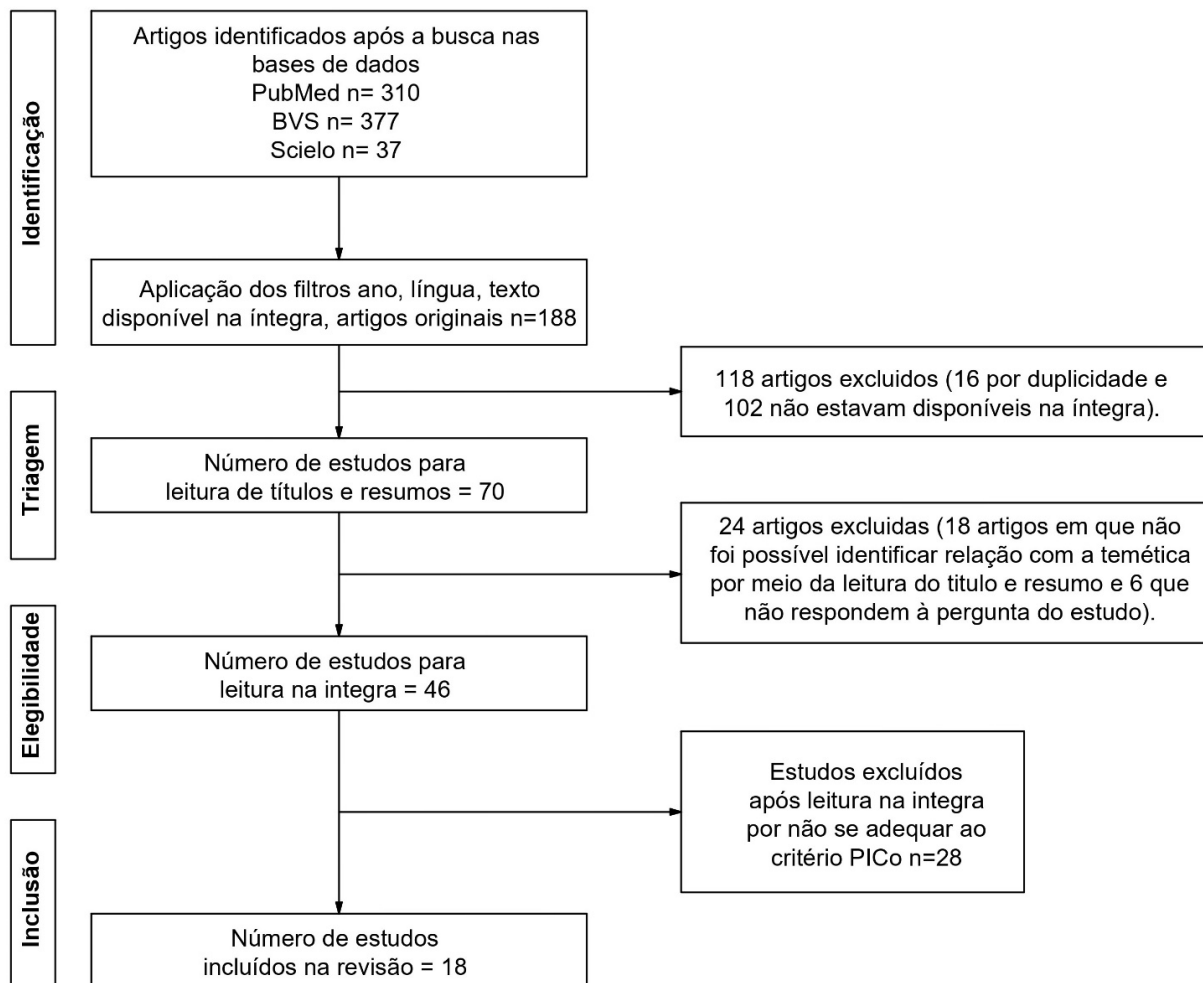 Identificação
Artigos identificados após a busca nas
bases de dados
PubMed n= 310
BVS n= 377
Scielo n= 37
Aplicação dos filtros ano, língua, texto
disponível na íntegra, artigos originais n=188
118 artigos excluidos (16 por duplicidade e
102 não estavam disponíveis na íntegra).
Triagem
Número de estudos para
leitura de títulos e resumos = 70
24 artigos excluidas (18 artigos em que não
foi possível identificar relação com a temética
por meio da leitura do titulo e resumo e 6 que
não respondem à pergunta do estudo).
Elegibilidade
Número de estudos para
leitura na integra = 46
Estudos excluídos
após leitura na integra
por não se adequar ao
critério PICo n=28
Inclusão
Número de estudos
incluídos na revisão = 18